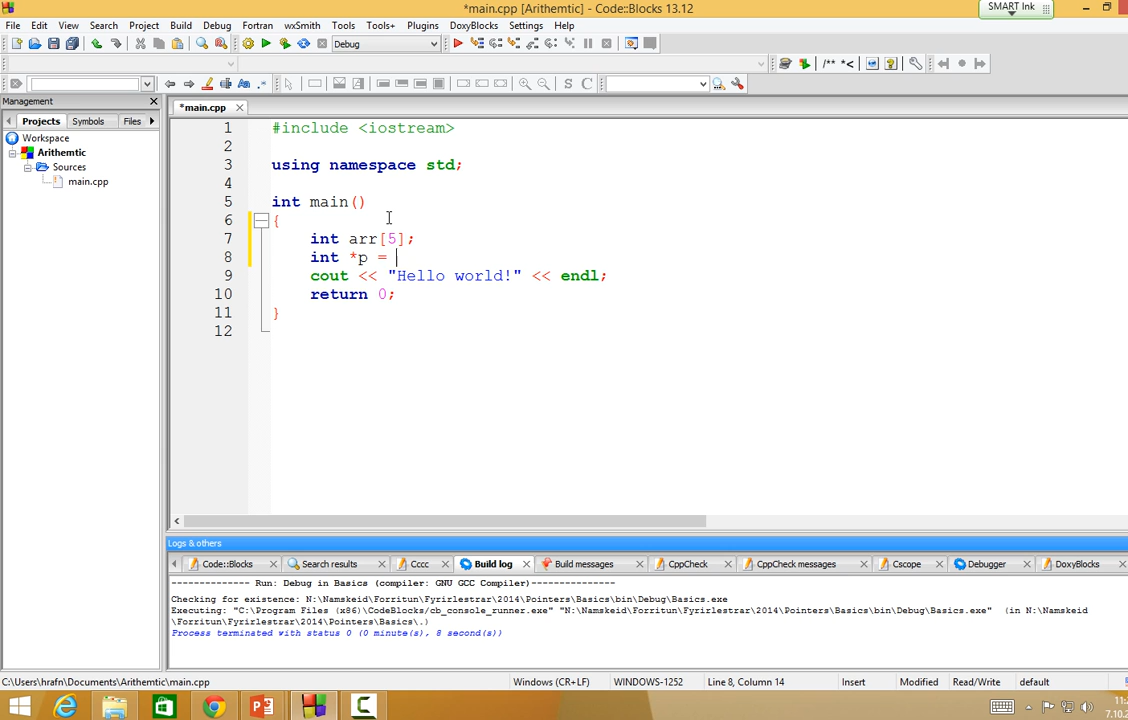 *main.cpp [Arithemtic] - Code::Blocks 13.12
SMART Ink
File Edit View Search Project Build Debug Fortran wxSmith Tools Tools+ Plugins DoxyBlocks Settings Help
Debug
/** *<
S C
Management
*main.cpp
Projects Symbols Files
Workspace
Arithemtic
Sources
main.cpp
1 #include <iostream>
2
3 using namespace std;
4
5 int main()
6 {
7 int arr[5];
8 int *p =
9 cout << "Hello world!" << endl;
10 return 0;
11 }
12
Logs & others
Code::Blocks Search results Cccc Build log Build messages CppCheck CppCheck messages Cscope Debugger DoxyBlocks
-------------- Run: Debug in Basics (compiler: GNU GCC Compiler)---------------
Checking for existence: N:\Namskeid\Forritun\Fyrirlestrar\2014\Pointers\Basics\bin\Debug\Basics.exe
Executing: "C:\Program Files (x86)\CodeBlocks/cb_console_runner.exe" "N:\Namskeid\Forritun\Fyrirlestrar\2014\Pointers\Basics\bin\Debug\Basics.exe"  (in N:\Namskeid
\Forritun\Fyrirlestrar\2014\Pointers\Basics\.)
Process terminated with status 0 (0 minute(s), 8 second(s))
C:\Users\hrafn\Documents\Arithemtic\main.cpp Windows (CR+LF) WINDOWS-1252 Line 8, Column 14 Insert Modified Read/Write default